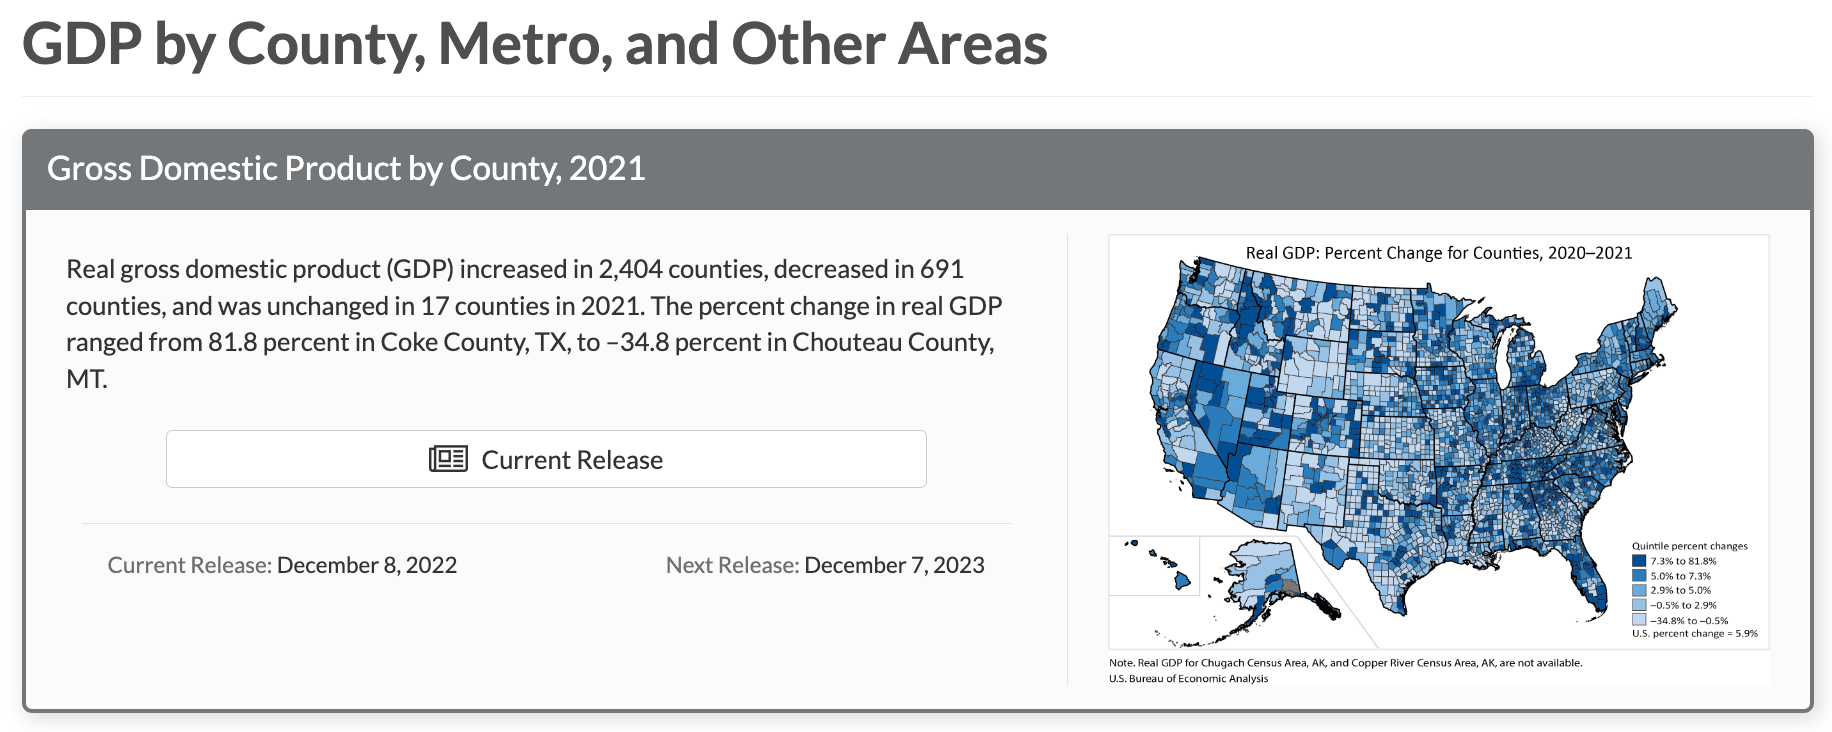 GDP by County, Metro, and Other Areas
Gross Domestic Product by County, 2021
Real gross domestic product (GDP) increased in 2,404 counties, decreased in 691
counties, and was unchanged in 17 counties in 2021. The percent change in real GDP
ranged from 81.8 percent in Coke County, TX, to –34.8 percent in Chouteau County,
MT.
Current Release
Current Release: December 8, 2022
Next Release: December 7, 2023
Real GDP: Percent Change for Counties, 2020–2021
Quintile percent changes
7.3% to 81.8%
5.0% to 7.3%
2.9% to 5.0%
–0.5% to 2.9%
–34.8% to –0.5%
U.S. percent change = 5.9%
Note. Real GDP for Chugach Census Area, AK, and Copper River Census Area, AK, are not available.
U.S. Bureau of Economic Analysis